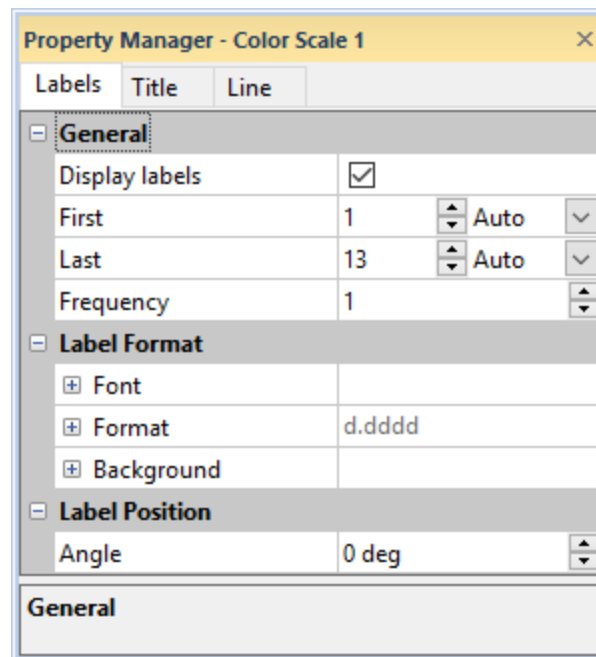 Property Manager - Color Scale 1
Labels Title Line
General
Display labels
First 1 Auto
Last 13 Auto
Frequency 1
Label Format
Font
Format d.dddd
Background
Label Position
Angle 0 deg
General